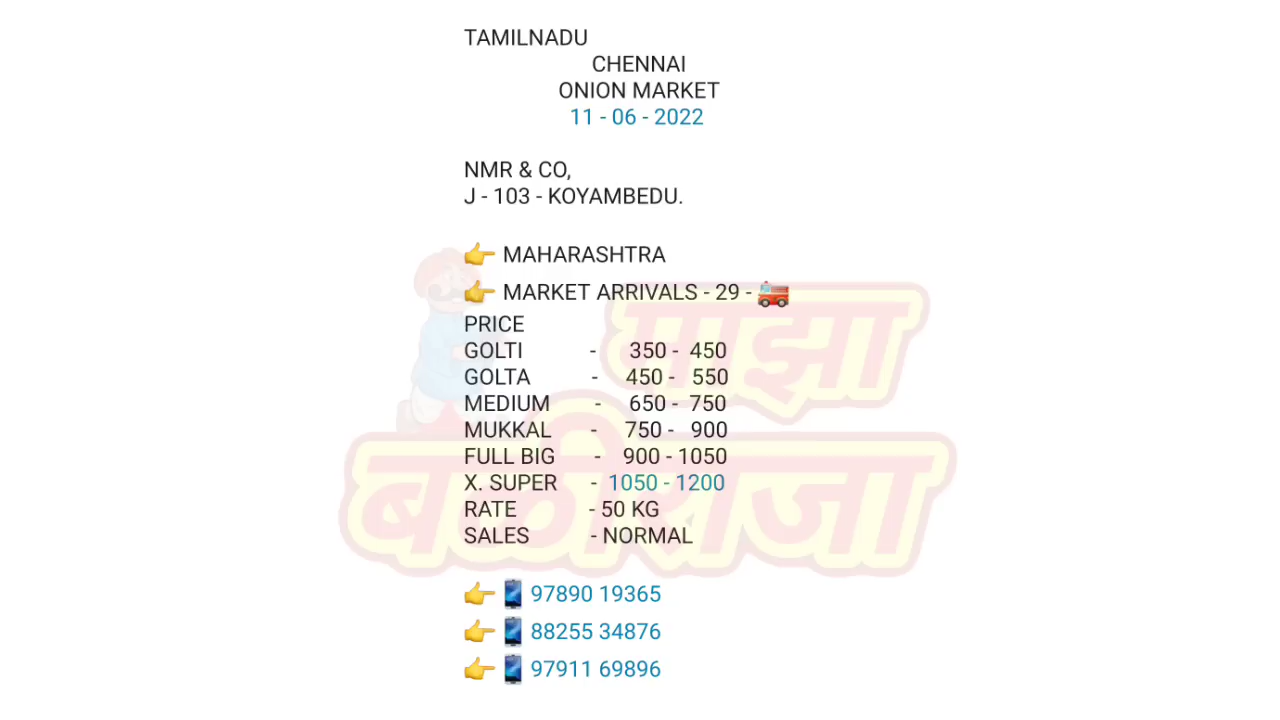 TAMILNADU
CHENNAI
ONION MARKET
11 - 06 - 2022
NMR & CO,
J - 103 - KOYAMBEDU.
👉 MAHARASHTRA
👉 MARKET ARRIVALS - 29 - 🚒
PRICE
GOLTI - 350 - 450
GOLTA - 450 - 550
MEDIUM - 650 - 750
MUKKAL - 750 - 900
FULL BIG - 900 - 1050
X. SUPER - 1050 - 1200
RATE - 50 KG
SALES - NORMAL
👉📱 97890 19365
👉📱 88255 34876
👉📱 97911 69896
माझा
बळीराजा